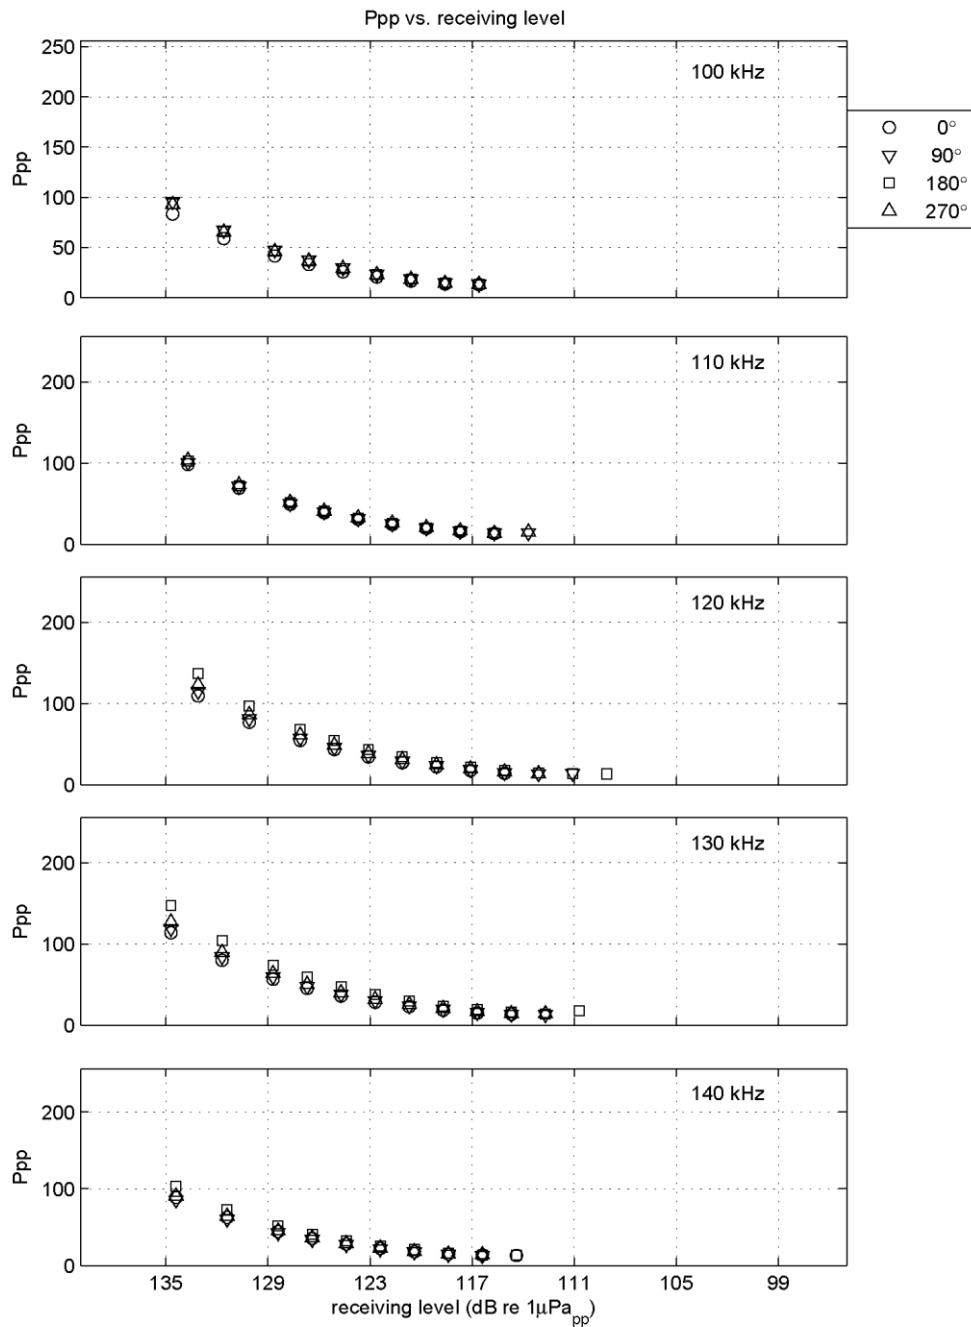 Ppp vs. receiving level
250
200
150
100
50
0
Ppp
100 kHz
0°
90°
180°
270°
200
100
0
Ppp
110 kHz
200
100
0
Ppp
120 kHz
200
100
0
Ppp
130 kHz
200
100
0
Ppp
140 kHz
135 129 123 117 111 105 99
receiving level (dB re 1μPapp)